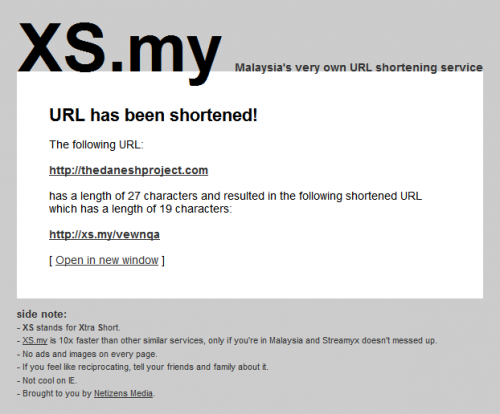 XS.my Malaysia's very own URL shortening service
URL has been shortened!
The following URL:
http://thedaneshproject.com
has a length of 27 characters and resulted in the following shortened URL
which has a length of 19 characters:
http://xs.my/vewnqa
[ Open in new window ]
side note:
- XS stands for Xtra Short.
- XS.my is 10x faster than other similar services, only if you're in Malaysia and Streamyx doesn't messed up.
- No ads and images on every page.
- If you feel like reciprocating, tell your friends and family about it.
- Not cool on IE.
- Brought to you by Netizens Media.